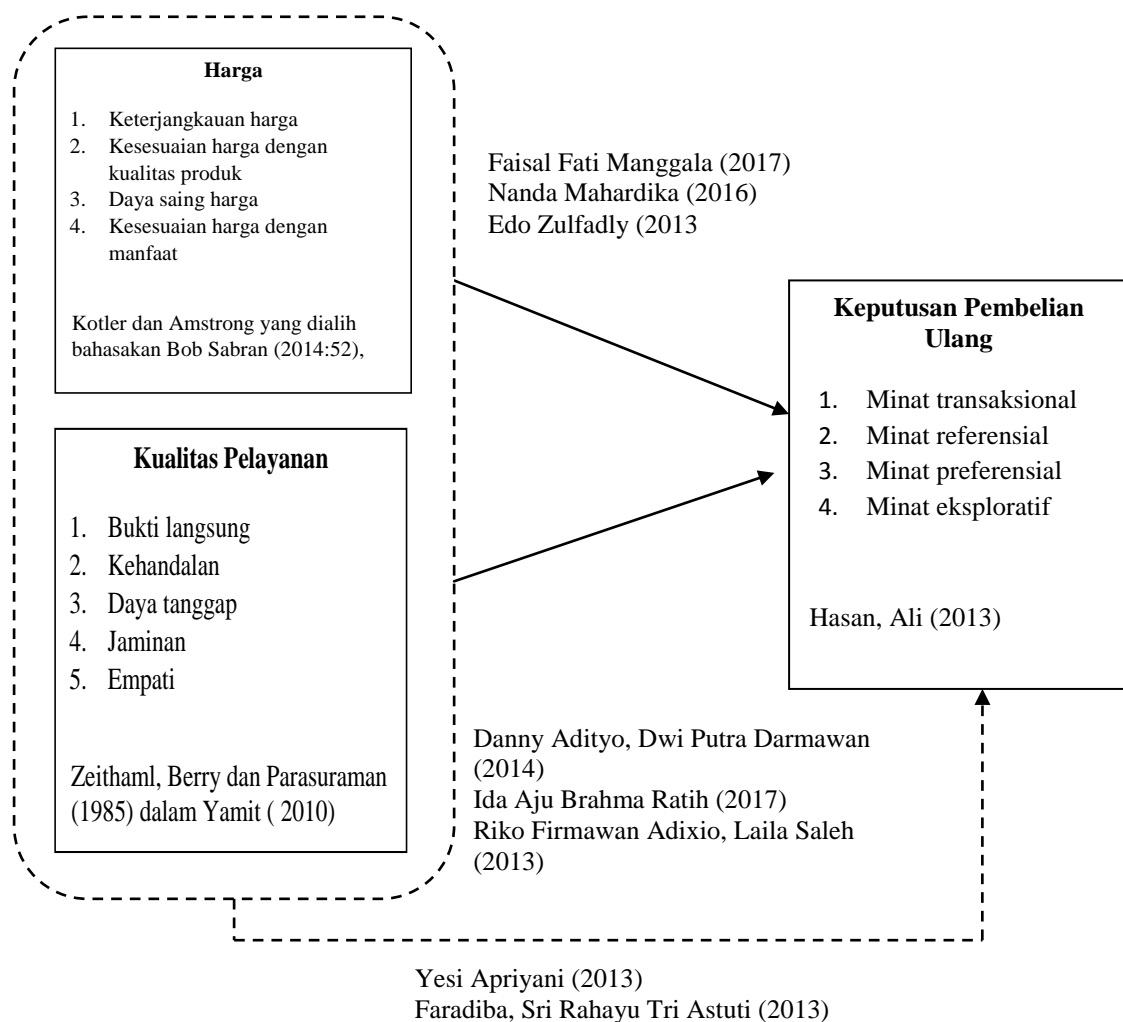 Harga
1. Keterjangkauan harga
2. Kesesuaian harga dengan
kualitas produk
3. Daya saing harga
4. Kesesuaian harga dengan
manfaat
Kotler dan Amstrong yang dialih
bahasakan Bob Sabran (2014:52),
Faisal Fati Manggala (2017)
Nanda Mahardika (2016)
Edo Zulfadly (2013
Keputusan Pembelian
Ulang
1. Minat transaksional
2. Minat referensial
3. Minat preferensial
4. Minat eksploratif
Hasan, Ali (2013)
Kualitas Pelayanan
1. Bukti langsung
2. Kehandalan
3. Daya tanggap
4. Jaminan
5. Empati
Zeithaml, Berry dan Parasuraman
(1985) dalam Yamit ( 2010)
Danny Adityo, Dwi Putra Darmawan
(2014)
Ida Aju Brahma Ratih (2017)
Riko Firmawan Adixio, Laila Saleh
(2013)
Yesi Apriyani (2013)
Faradiba, Sri Rahayu Tri Astuti (2013)